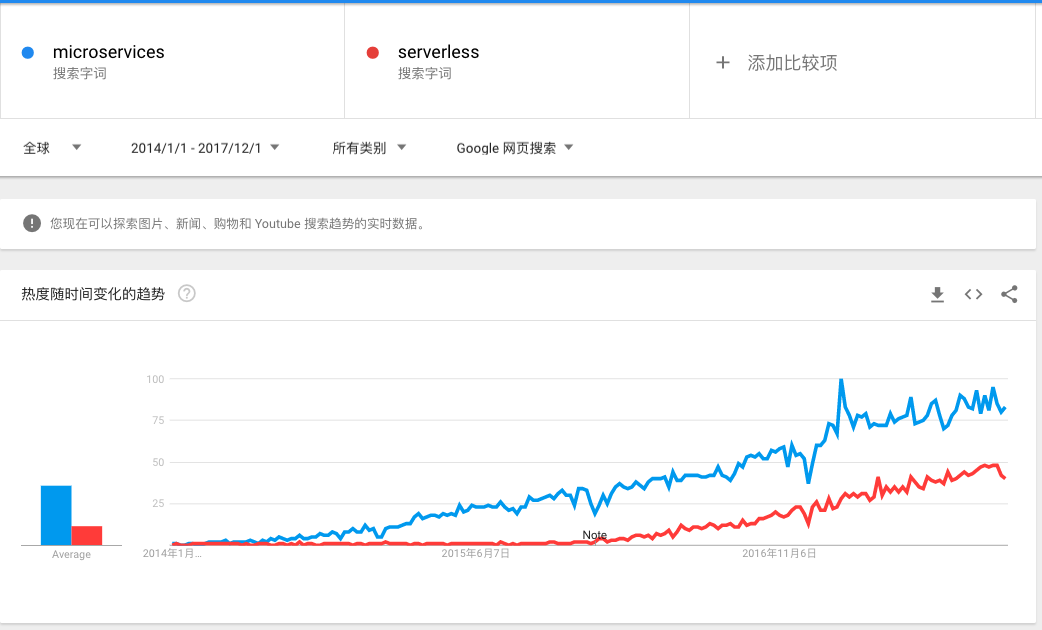 microservices
搜索字词
serverless
搜索字词
+ 添加比较项
全球
2014/1/1 - 2017/12/1
所有类别
Google 网页搜索
您现在可以探索图片、新闻、购物和 Youtube 搜索趋势的实时数据。
热度随时间变化的趋势
100
75
50
25
Note
Average
2014年1月...
2015年6月7日
2016年11月6日